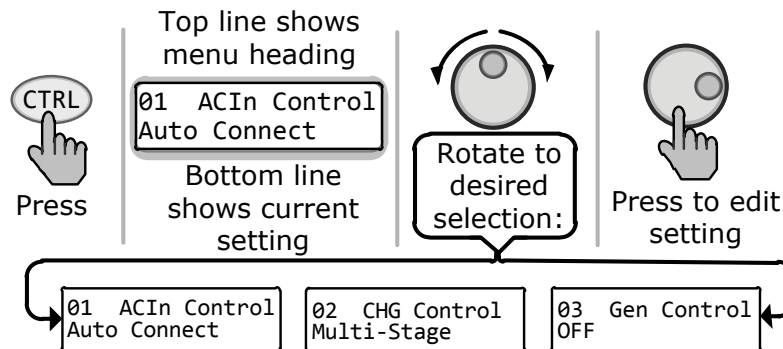 CTRL
Press
Top line shows
menu heading
01  ACIn Control
Auto Connect
Bottom line
shows current
setting
Rotate to
desired
selection:
Press to edit
setting
01  ACIn Control
Auto Connect
02  CHG Control
Multi-Stage
03  Gen Control
OFF